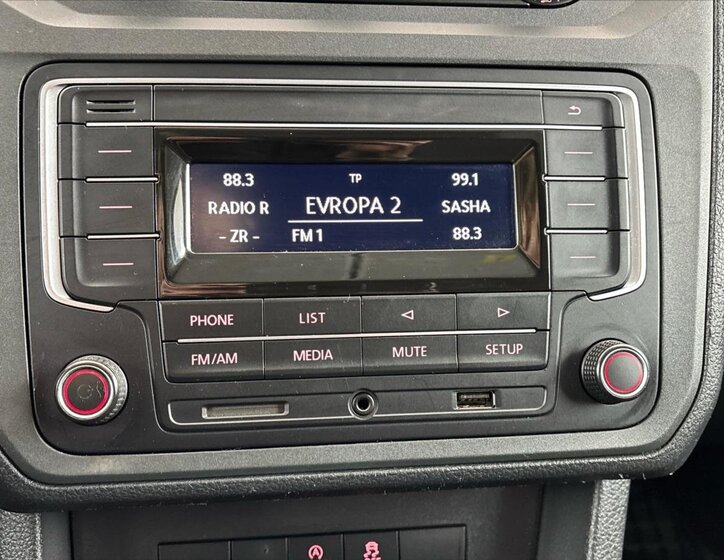 88.3 TP 99.1
RADIO R EVROPA 2 SASHA
- ZR - FM 1 88.3
PHONE LIST
FM/AM MEDIA MUTE SETUP